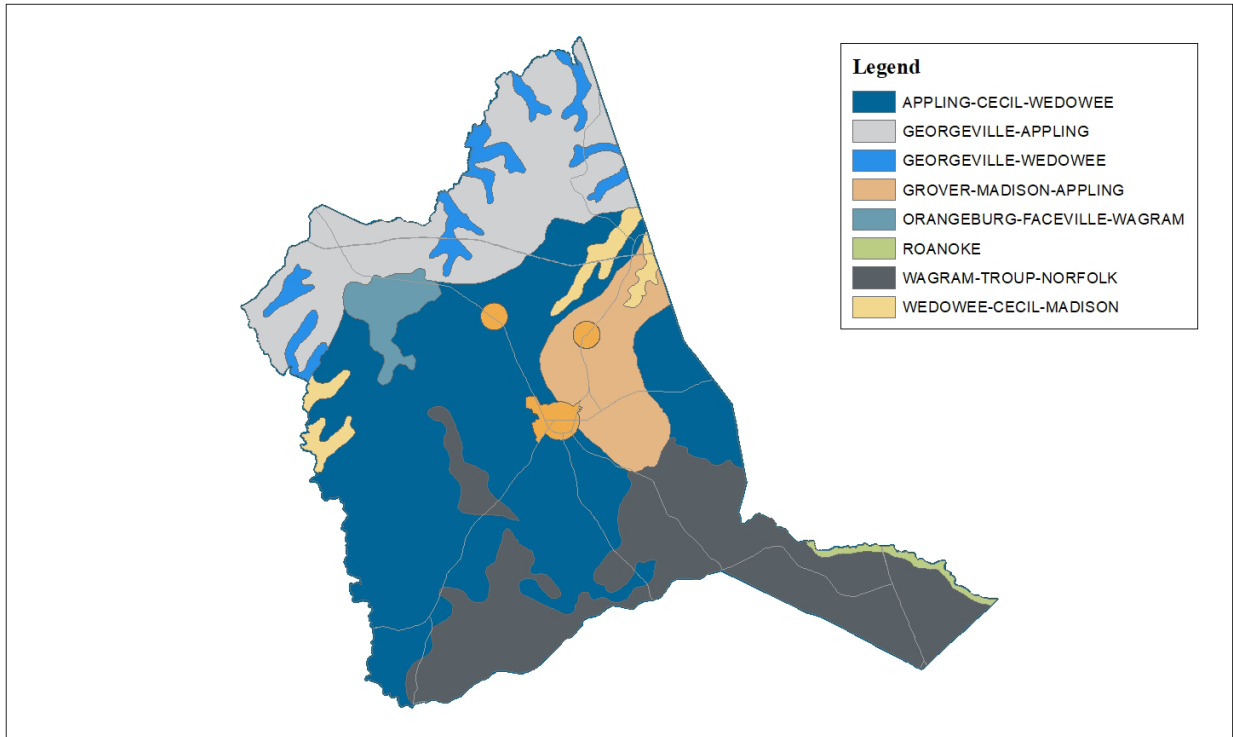 Legend
APPLING-CECIL-WEDOWEE
GEORGEVILLE-APPLING
GEORGEVILLE-WEDOWEE
GROVER-MADISON-APPLING
ORANGEBURG-FACEVILLE-WAGRAM
ROANOKE
WAGRAM-TROUP-NORFOLK
WEDOWEE-CECIL-MADISON